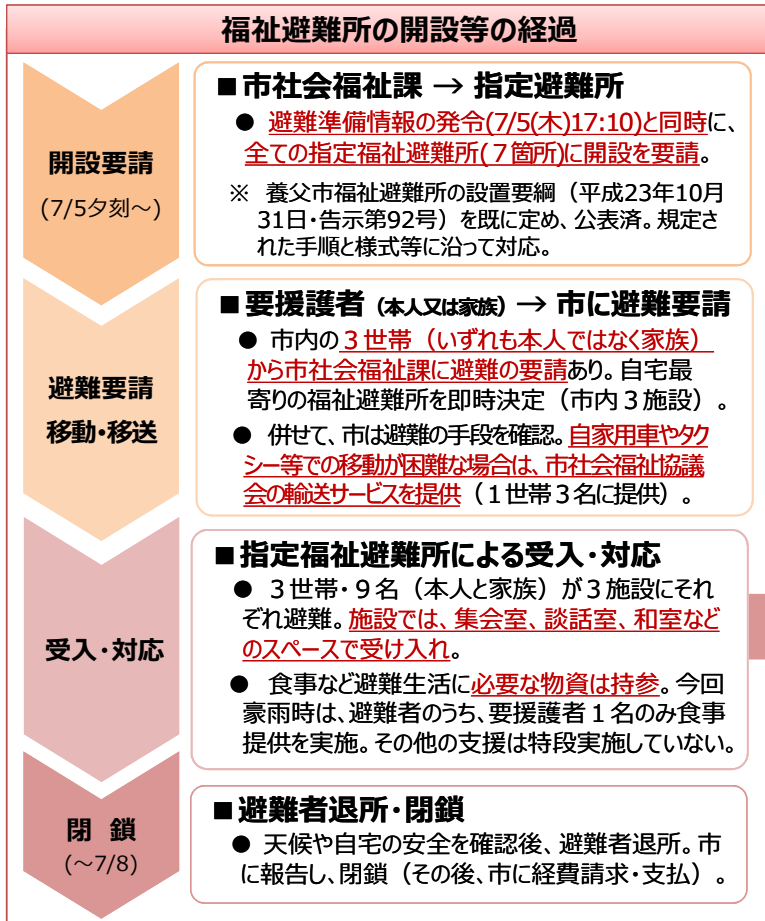 福祉避難所の開設等の経過
開設要請
(7/5夕刻～)
■市社会福祉課 → 指定避難所
● 避難準備情報の発令(7/5(木)17:10)と同時に、
全ての指定福祉避難所(７箇所)に開設を要請。
※ 養父市福祉避難所の設置要綱（平成23年10月
31日・告示第92号）を既に定め、公表済。規定さ
れた手順と様式等に沿って対応。
避難要請
移動・移送
■要援護者（本人又は家族）→ 市に避難要請
● 市内の３世帯（いずれも本人ではなく家族）
から市社会福祉課に避難の要請あり。自宅最
寄りの福祉避難所を即時決定（市内３施設）。
● 併せて、市は避難の手段を確認。自家用車やタク
シー等での移動が困難な場合は、市社会福祉協議
会の輸送サービスを提供（１世帯３名に提供）。
受入・対応
■指定福祉避難所による受入・対応
● ３世帯・９名（本人と家族）が３施設にそれ
ぞれ避難。施設では、集会室、談話室、和室など
のスペースで受け入れ。
● 食事など避難生活に必要な物資は持参。今回
豪雨時は、避難者のうち、要援護者１名のみ食事
提供を実施。その他の支援は特段実施していない。
閉 鎖
(～7/8)
■避難者退所・閉鎖
● 天候や自宅の安全を確認後、避難者退所。市
に報告し、閉鎖（その後、市に経費請求・支払）。